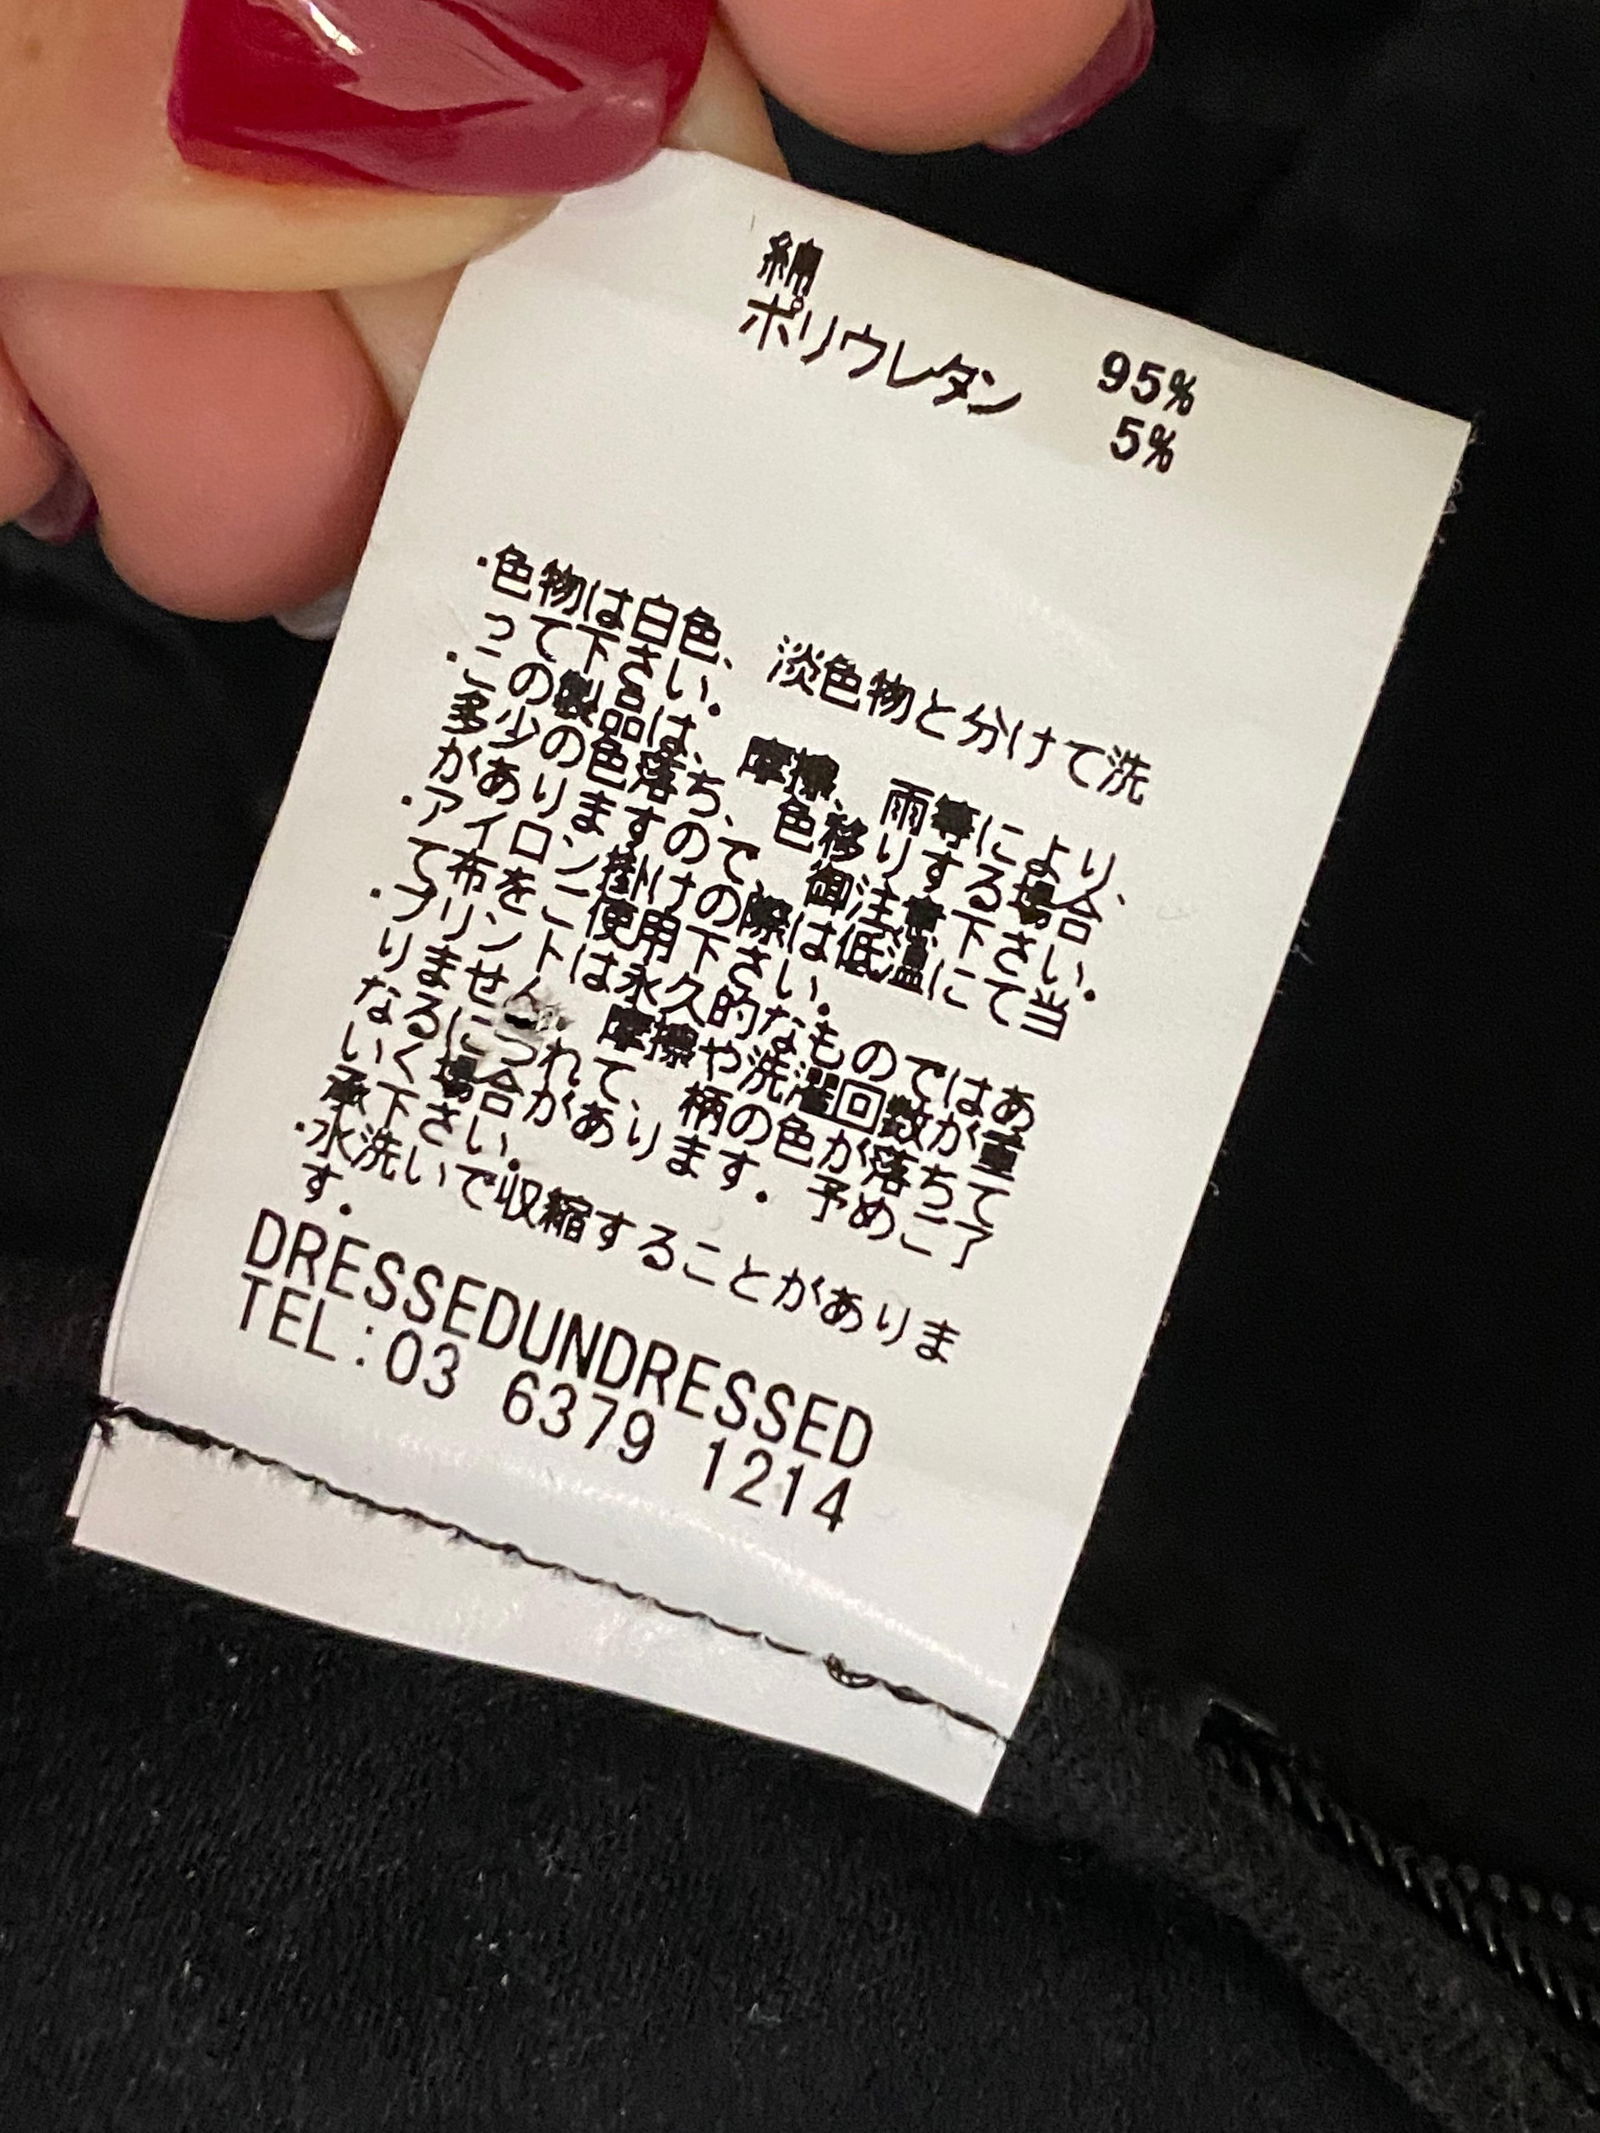 綿 95%
ポリウレタン 5%
・色物は白色、淡色物と分けて洗
って下さい。
・この製品は、摩擦、雨等により、
多少の色落ち、色移りする場合
がありますので、御注意下さい。
・アイロン掛けの際は低温にて当
て布をご使用下さい。
・プリントは永久的なものではあ
りません。摩擦や洗濯回数が重
なるにつれて、柄の色が落ちて
いく場合があります。予めご了
承下さい。
・水洗いで収縮することがありま
す。
DRESSEDUNDRESSED
TEL:03 6379 1214